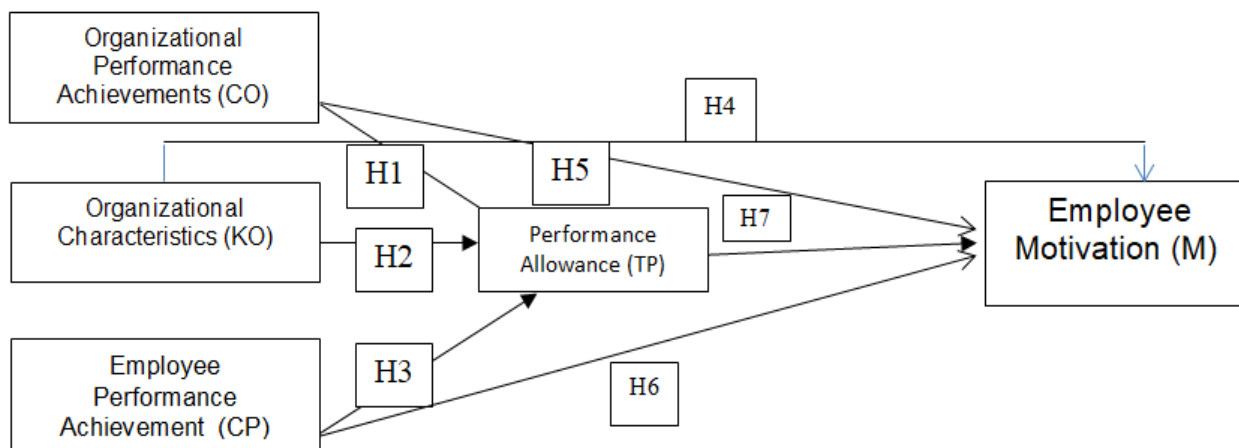 Organizational
Performance
Achievements (CO)
H4
H1
H5
Organizational
Characteristics (KO)
H2
Performance
Allowance (TP)
H7
Employee
Motivation (M)
Employee
Performance
Achievement (CP)
H3
H6